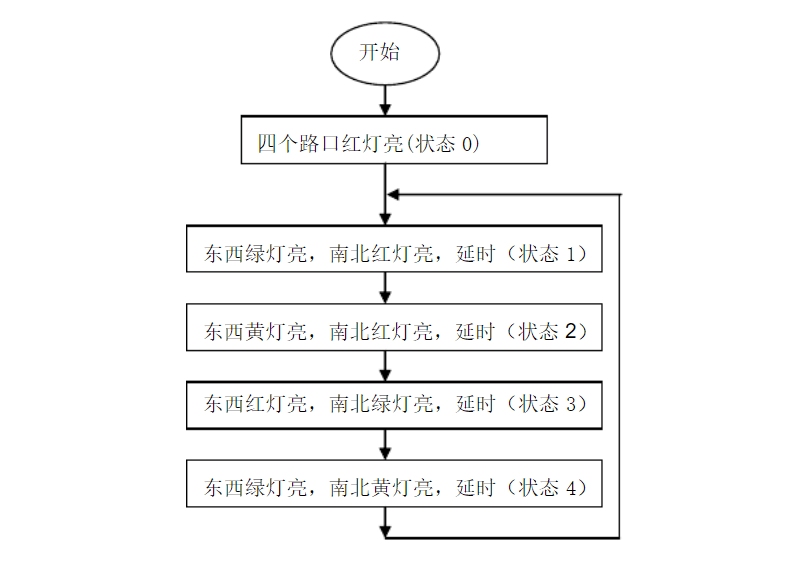 开始
四个路口红灯亮(状态 0)
东西绿灯亮，南北红灯亮，延时（状态 1）
东西黄灯亮，南北红灯亮，延时（状态 2）
东西红灯亮，南北绿灯亮，延时（状态 3）
东西绿灯亮，南北黄灯亮，延时（状态 4）